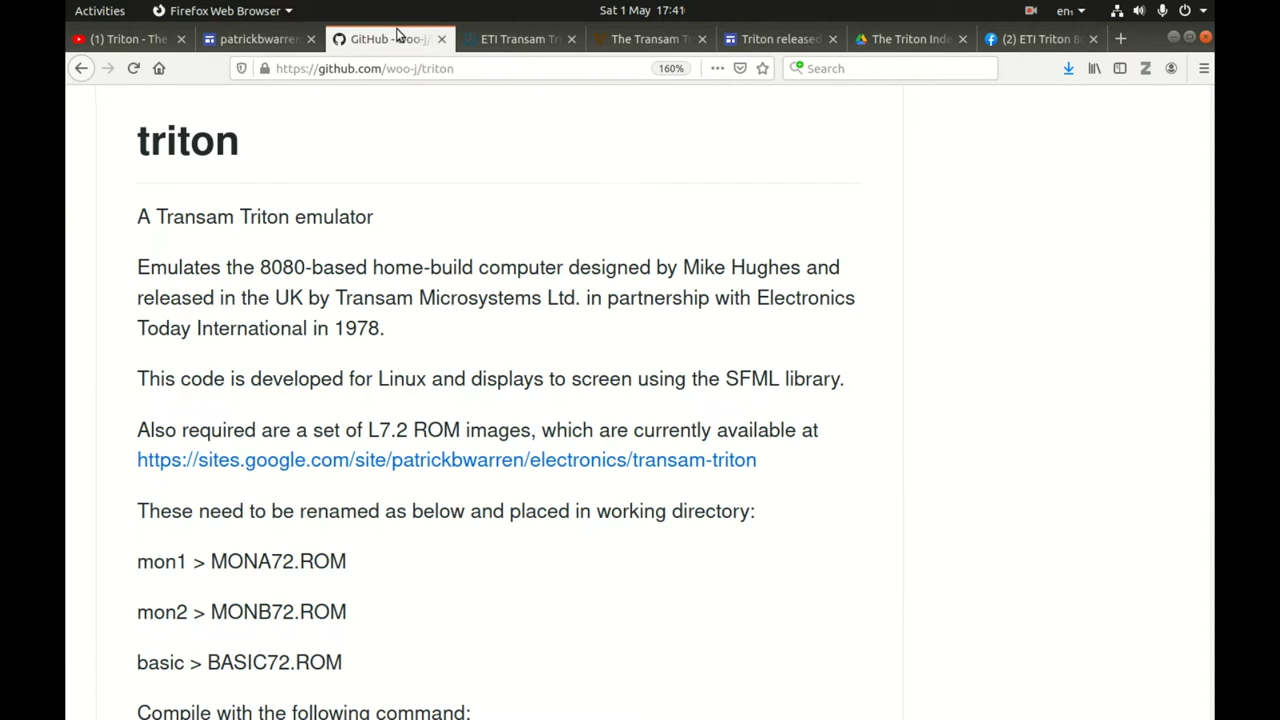 Activities
Firefox Web Browser
Sat 1 May 17:41
en₁
(1) Triton - The
patrickbwarren
GitHub - woo-j/
ETI Transam Tri
The Transam T
Triton released
The Triton Inde
(2) ETI Triton 8
https://github.com/woo-j/triton
160%
Search
triton
A Transam Triton emulator
Emulates the 8080-based home-build computer designed by Mike Hughes and
released in the UK by Transam Microsystems Ltd. in partnership with Electronics
Today International in 1978.
This code is developed for Linux and displays to screen using the SFML library.
Also required are a set of L7.2 ROM images, which are currently available at
https://sites.google.com/site/patrickbwarren/electronics/transam-triton
These need to be renamed as below and placed in working directory:
mon1 > MONA72.ROM
mon2 > MONB72.ROM
basic > BASIC72.ROM
Compile with the following command: